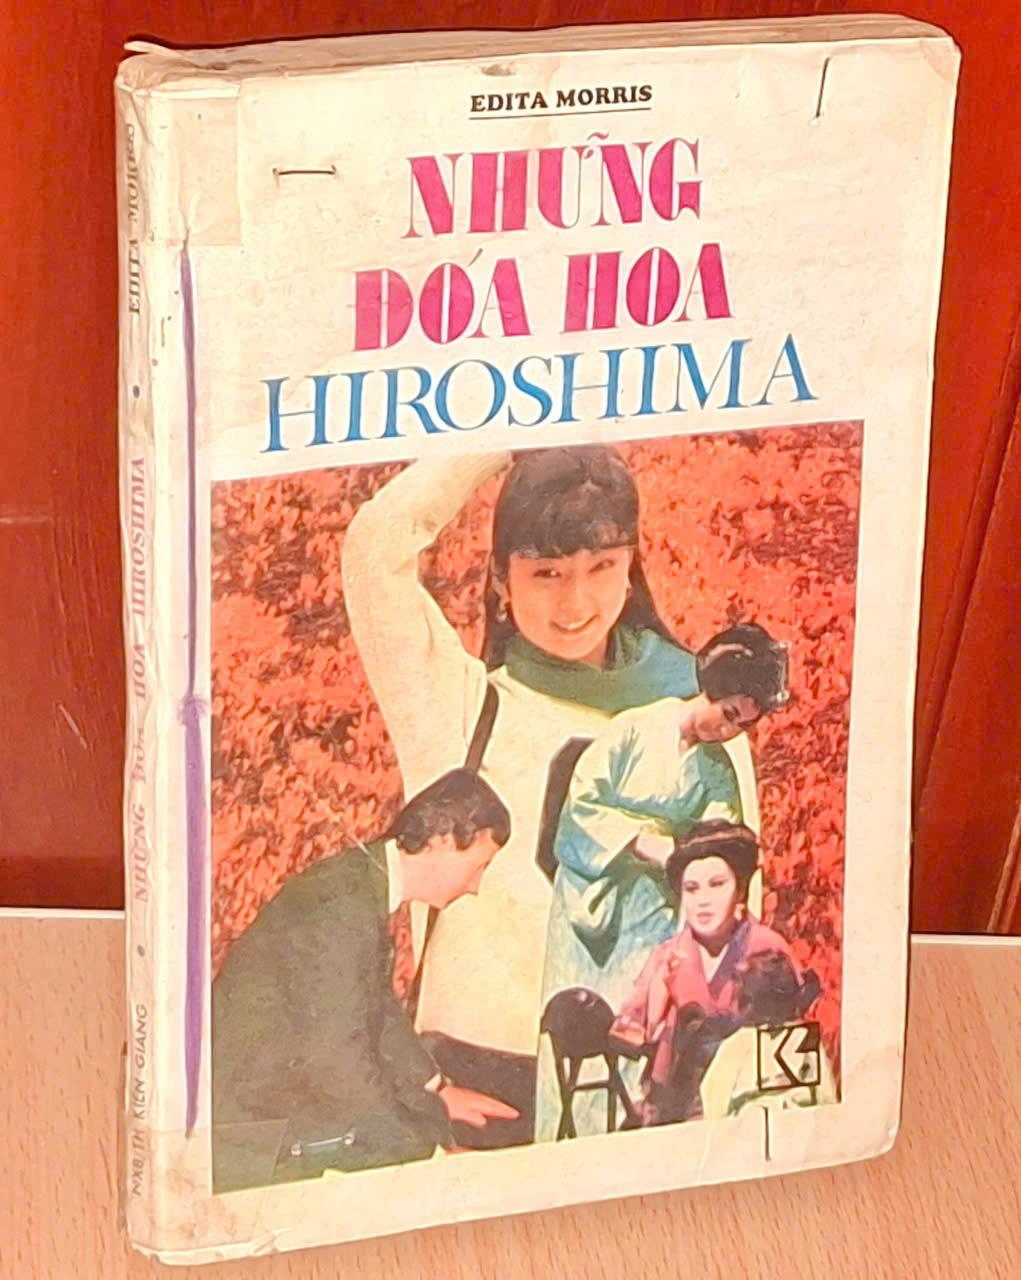 EDITA MORRIS
NHỮNG
ĐÓA HOA
HIROSHIMA
K
EDITA MORRIS • NHỮNG ĐÓA HOA HIROSHIMA • NXB/TH KIÊN GIANG